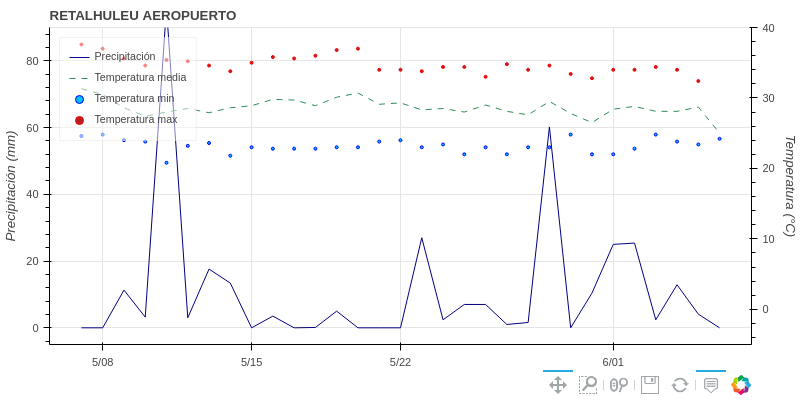 RETALHULEU AEROPUERTO
Precipitación
Temperatura media
Temperatura min
Temperatura max
Precipitación (mm)
80
60
40
20
0
Temperatura (°C)
40
30
20
10
0
5/08
5/15
5/22
6/01